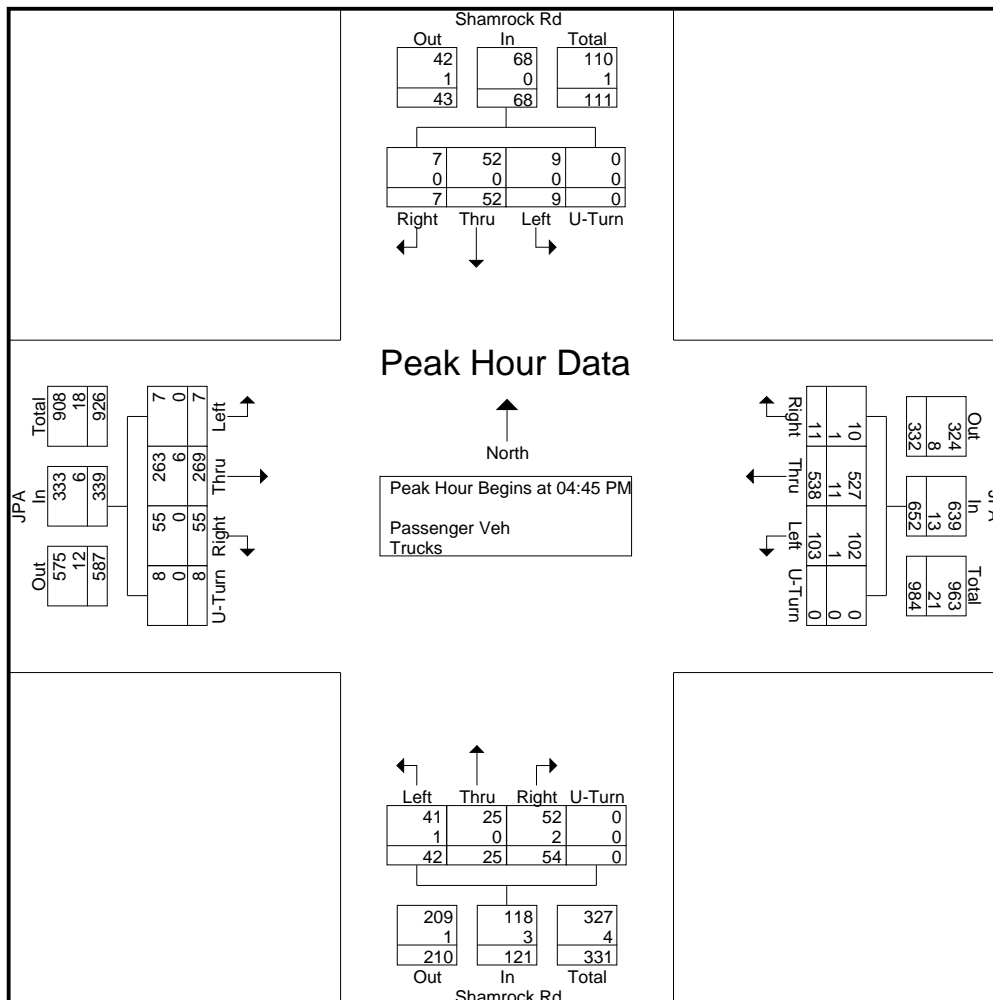 Shamrock Rd
Out In Total
42 68 110
1 0 1
43 68 111
7 52 9 0
0 0 0 0
7 52 9 0
Right Thru Left U-Turn
Peak Hour Data
North
Peak Hour Begins at 04:45 PM
Passenger Veh
Trucks
JPA
Total In Out
908 333 575
18 6 12
926 339 587
7 263 55 8
0 6 0 0
7 269 55 8
Left Thru Right U-Turn
JPA
Out In Total
324 639 963
8 13 21
332 652 984
10 527 102 0
1 11 1 0
11 538 103 0
Right Thru Left U-Turn
Left Thru Right U-Turn
41 25 52 0
1 0 2 0
42 25 54 0
209 118 327
1 3 4
210 121 331
Out In Total
Shamrock Rd